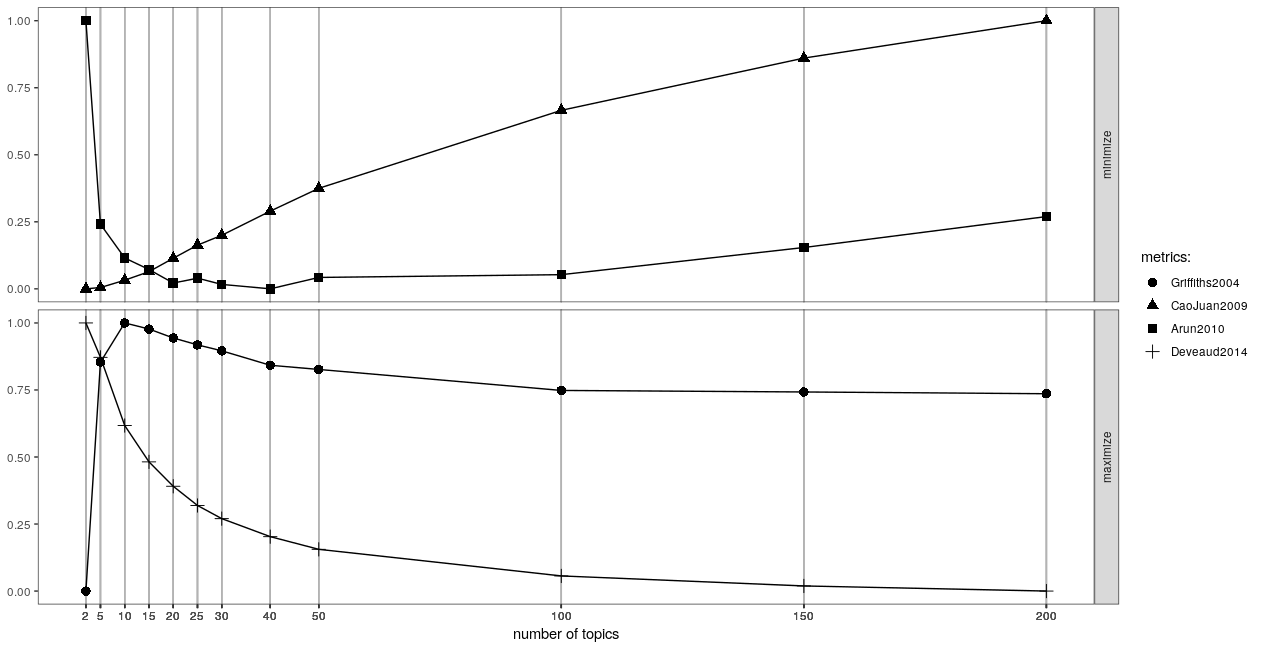 1.00
0.75
0.50
0.25
0.00
minimize
1.00
0.75
0.50
0.25
0.00
maximize
2 5 10 15 20 25 30 40 50 100 150 200
number of topics
metrics:
Griffiths2004
CaoJuan2009
Arun2010
Deveaud2014